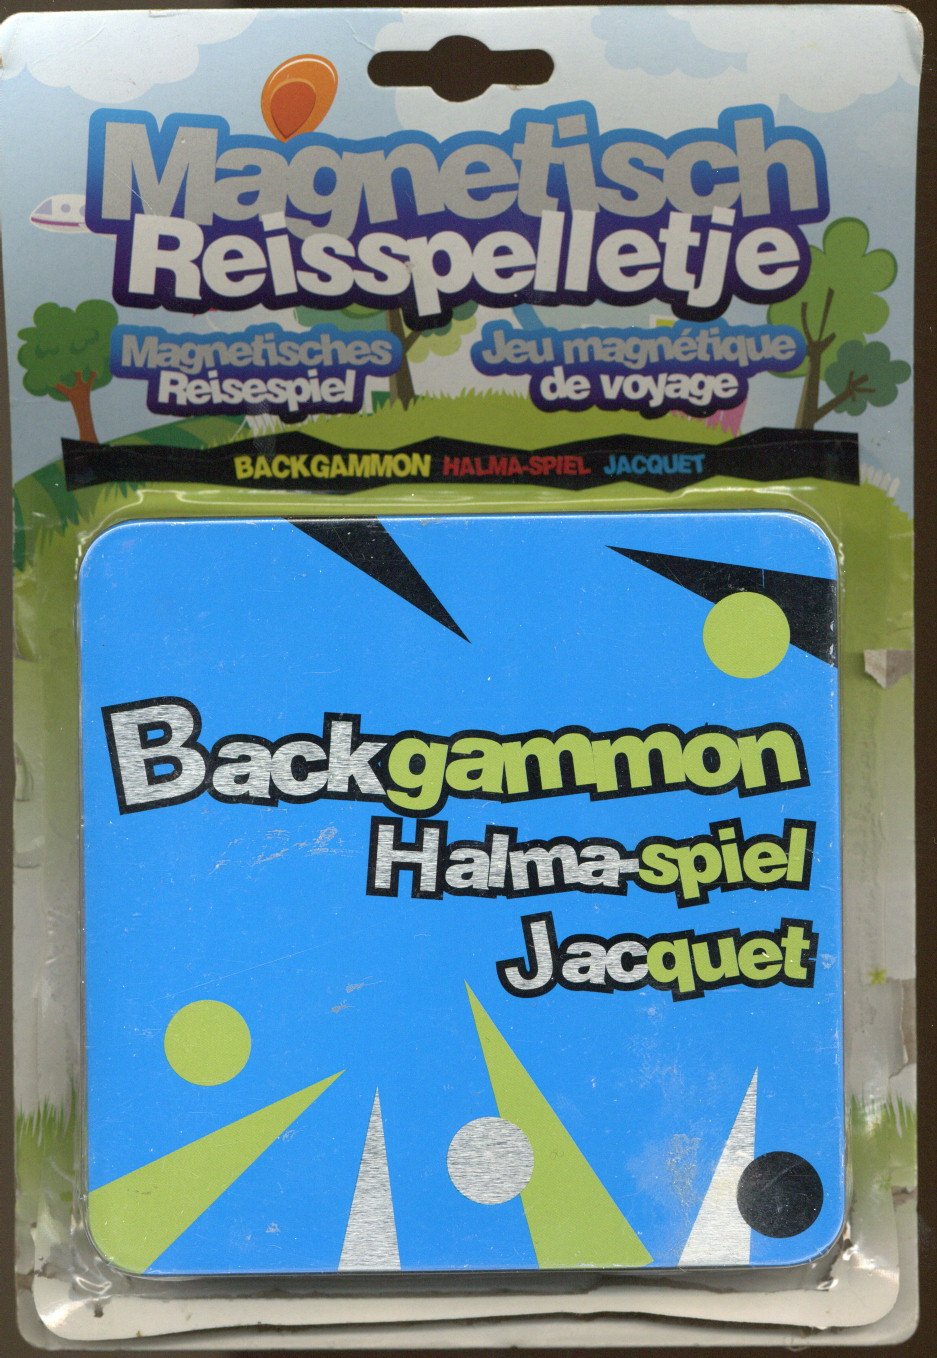 Magnetisch
Reisspelletje
Magnetisches
Reisespiel
Jeu magnétique
de voyage
BACKGAMMON HALMA-SPIEL JACQUET
Backgammon
Halma-spiel
Jacquet